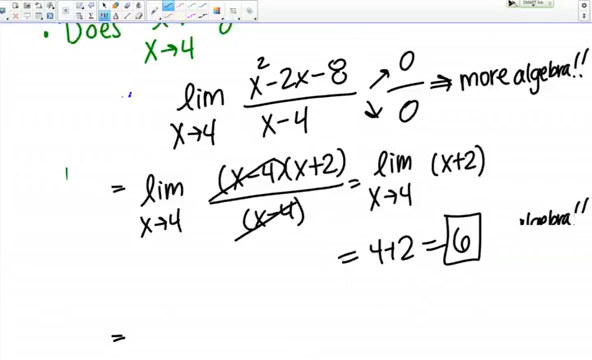 • Does
x→4
lim x→4 (x²-2x-8)/(x-4) ↗ 0 / ↘ 0 ⇒ more algebra!!
= lim x→4 (x-4)(x+2)/(x-4) = lim x→4 (x+2)
= 4+2 = 6
=